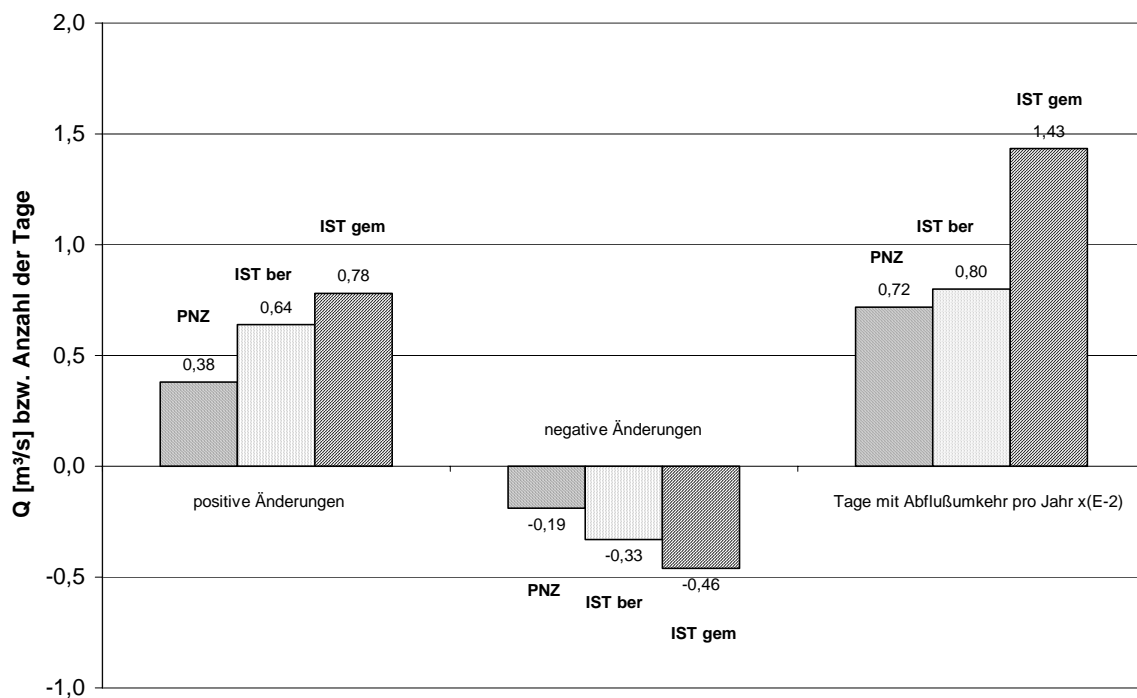 2,0
1,5
1,0
0,5
0,0
-0,5
-1,0
Q [m³/s] bzw. Anzahl der Tage
PNZ
0,38
IST ber
0,64
IST gem
0,78
positive Änderungen
negative Änderungen
-0,19
PNZ
-0,33
IST ber
-0,46
IST gem
PNZ
0,72
IST ber
0,80
IST gem
1,43
Tage mit Abflußumkehr pro Jahr x(E-2)